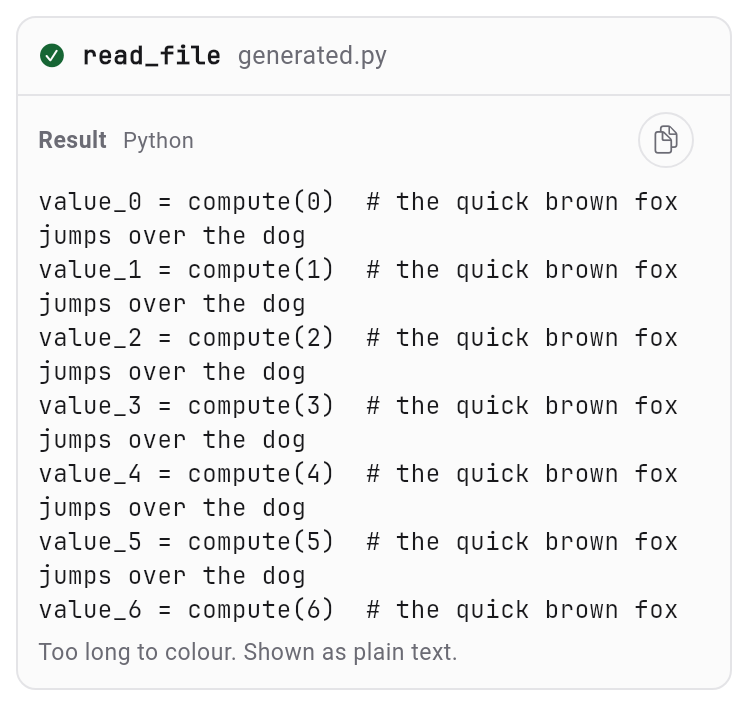 read_file generated.py
Result Python
value_0 = compute(0)  # the quick brown fox
jumps over the dog
value_1 = compute(1)  # the quick brown fox
jumps over the dog
value_2 = compute(2)  # the quick brown fox
jumps over the dog
value_3 = compute(3)  # the quick brown fox
jumps over the dog
value_4 = compute(4)  # the quick brown fox
jumps over the dog
value_5 = compute(5)  # the quick brown fox
jumps over the dog
value_6 = compute(6)  # the quick brown fox
Too long to colour. Shown as plain text.